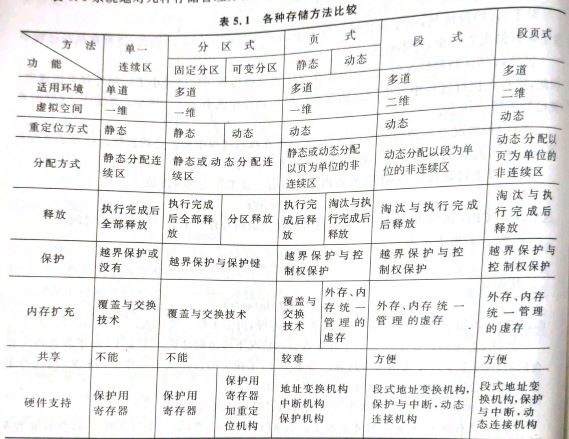 表 5.1 各种存储方法比较
方 法
功 能
单一
连续区
分 区 式
固定分区
可变分区
页 式
静态
动态
段 式
段页式
适用环境
单道
多道
多道
多道
多道
虚拟空间
一维
一维
一维
二维
二维
重定位方式
静态
静态
动态
动态
动态
动态
分配方式
静态分配连
续区
静态或动态分配连
续区
静态或动态分配
以页为单位的非
连续区
动态分配以段为单
位的非连续区
动态分配以
页为单位的
非连续区
释放
执行完成后
全部释放
执行完成
后全部释
放
分区释放
执行完
成后释
放
淘汰与执
行完成后
释放
淘汰与执行完成
后释放
淘汰与执
行完成后
释放
保护
越界保护或
没有
越界保护与保护键
越界保护与控
制权保护
越界保护与控
制权保护
越界保护与
控制权保护
内存扩充
覆盖与交换
技术
覆盖与交换技术
覆盖与
交换
技术
外存、内
存统一
管理的
虚存
外存、内存统一
管理的虚存
外存、内存
统一管理
的虚存
共享
不能
不能
较难
方便
方便
硬件支持
保护用
寄存器
保护用
寄存器
保护用
寄存器
加重定
位机构
地址变换机构
中断机构
保护机构
段式地址变换机构,
保护与中断,动态
连接机构
段式地址变
换机构,保护
与中断,动
态连接机构